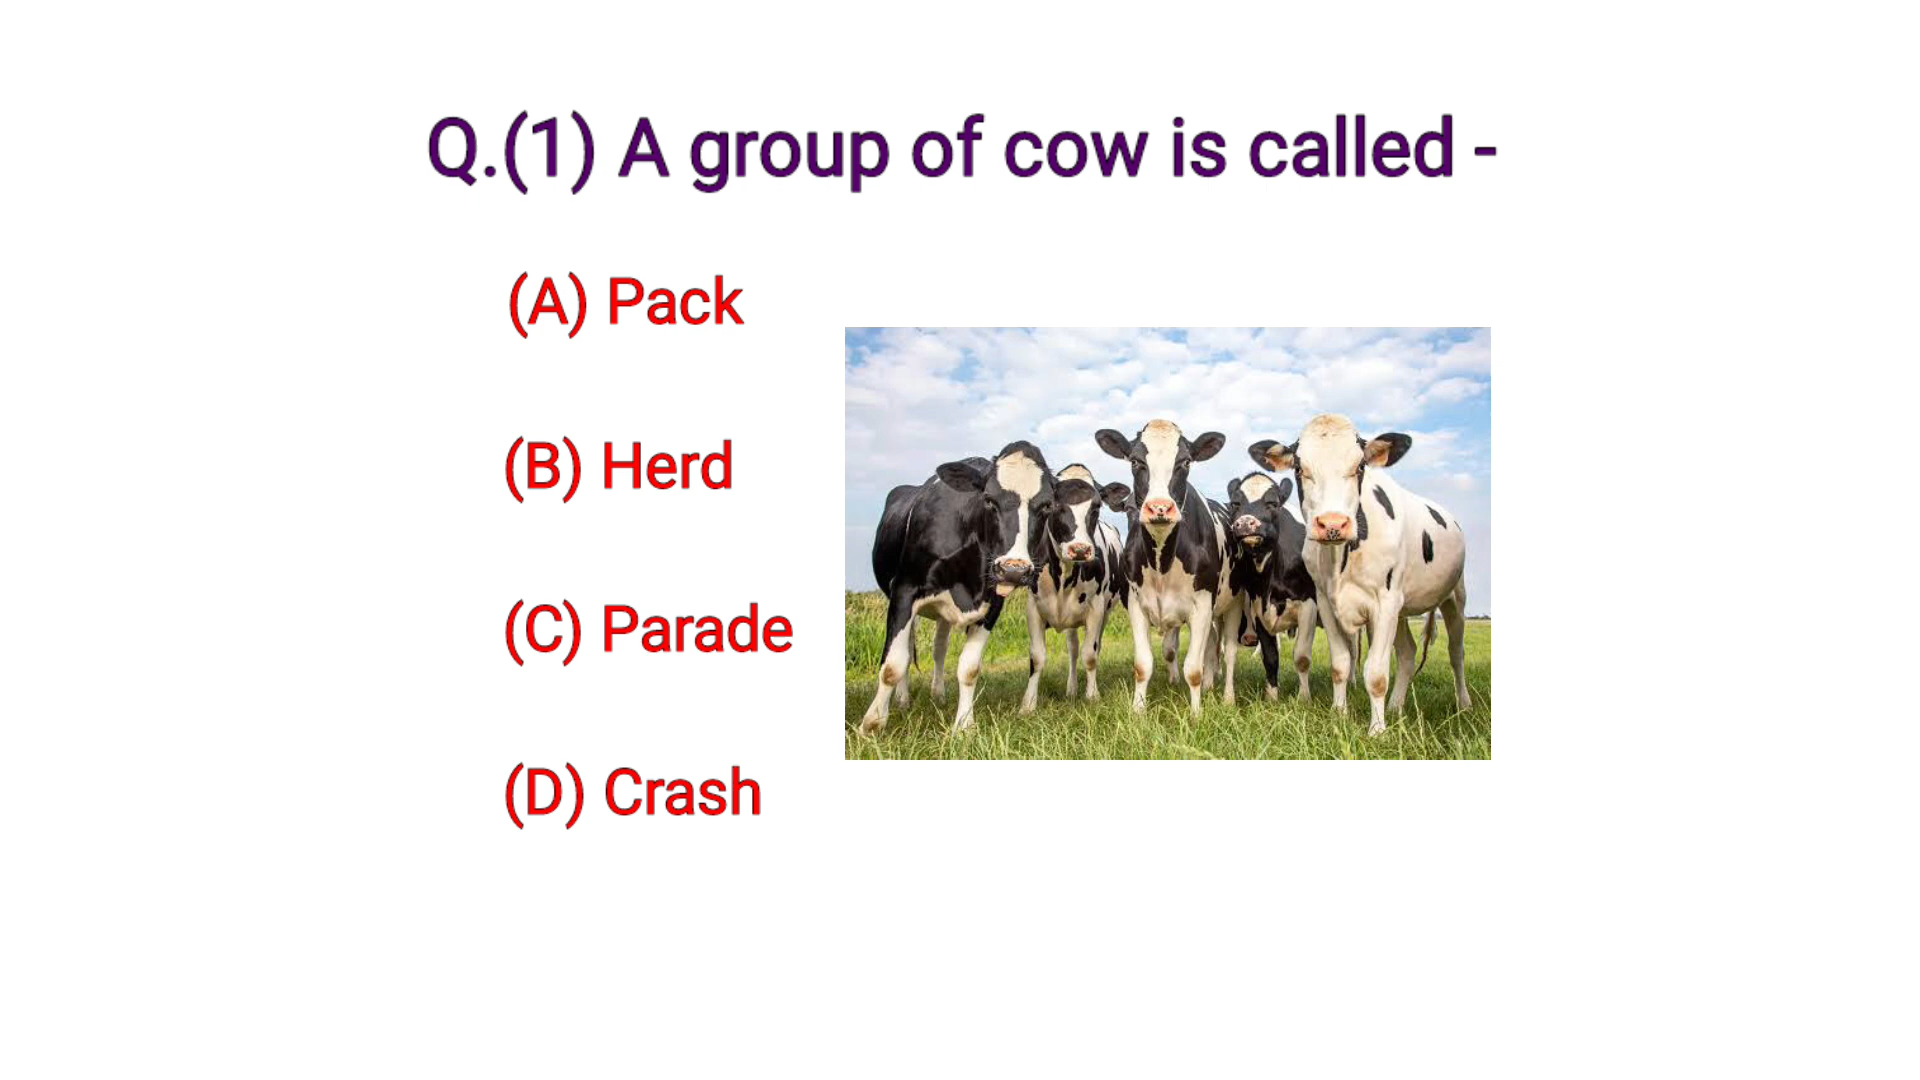 Q.(1) A group of cow is called -
(A) Pack
(B) Herd
(C) Parade
(D) Crash